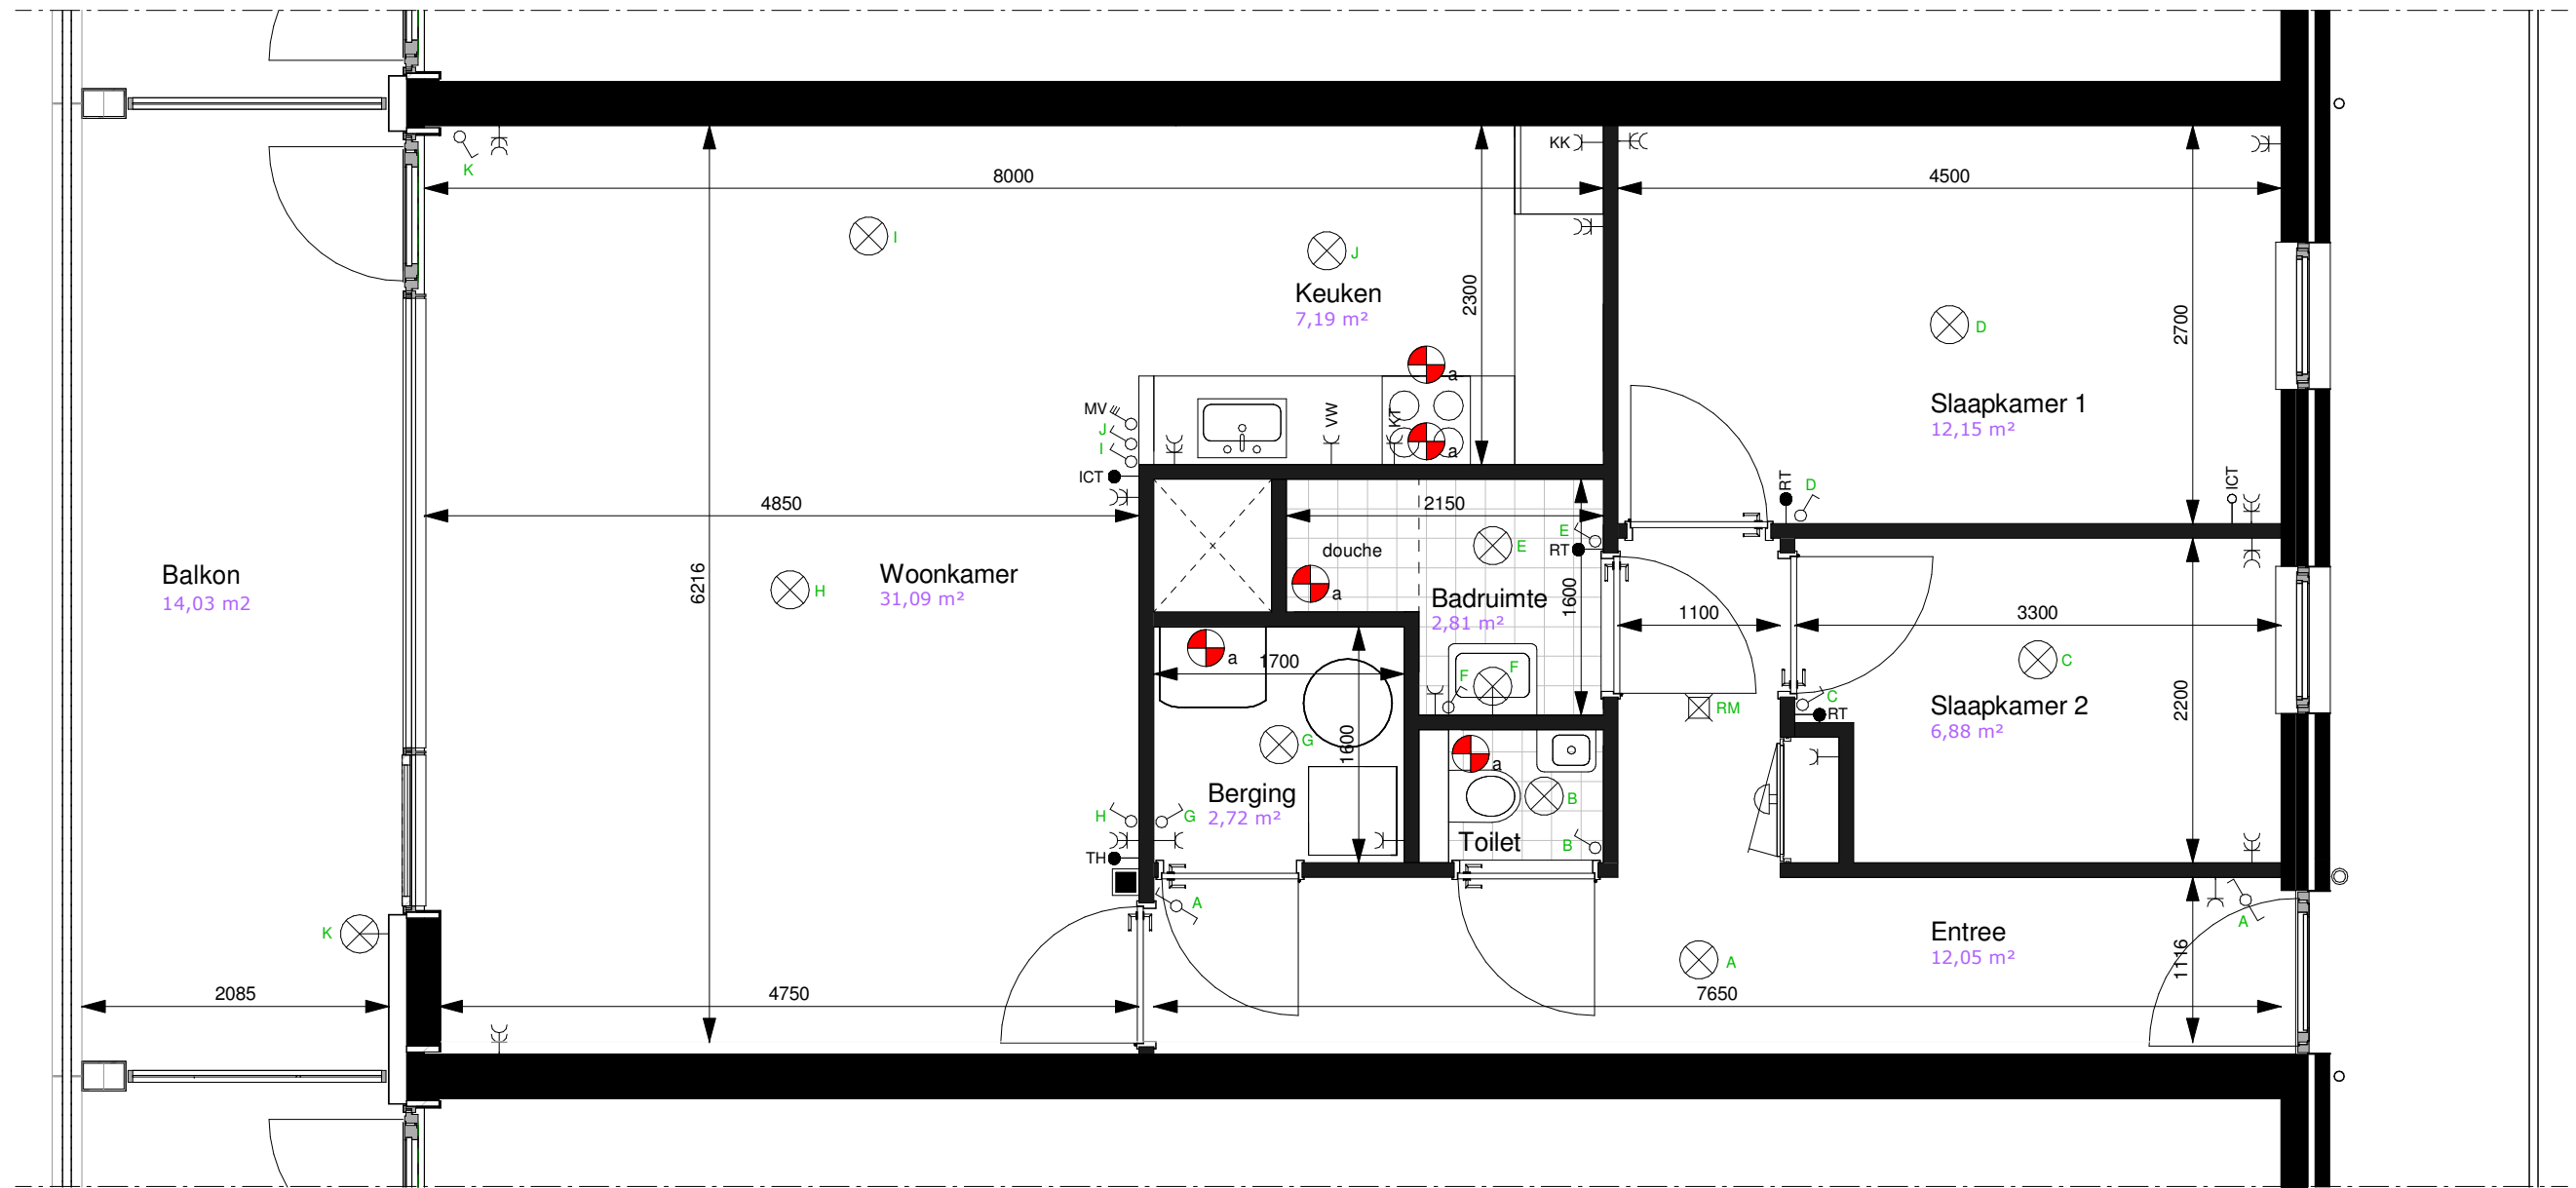 K
8000
KK
4500
I
J
Keuken
7,19 m²
2300
2700
D
a
Slaapkamer 1
12,15 m²
MV
J
I
VW
KT
a
ICT
RT
D
ICT
4850
2150
E
E
RT
douche
a
Balkon
14,03 m2
Woonkamer
31,09 m²
H
6216
Badruimte
2,81 m²
1600
1100
3300
a
1700
F
F
C
C
RM
RT
Slaapkamer 2
6,88 m²
2200
G
1600
a
Berging
2,72 m²
B
H
G
Toilet
B
TH
A
A
K
Entree
12,05 m²
A
1116
2085
4750
7650